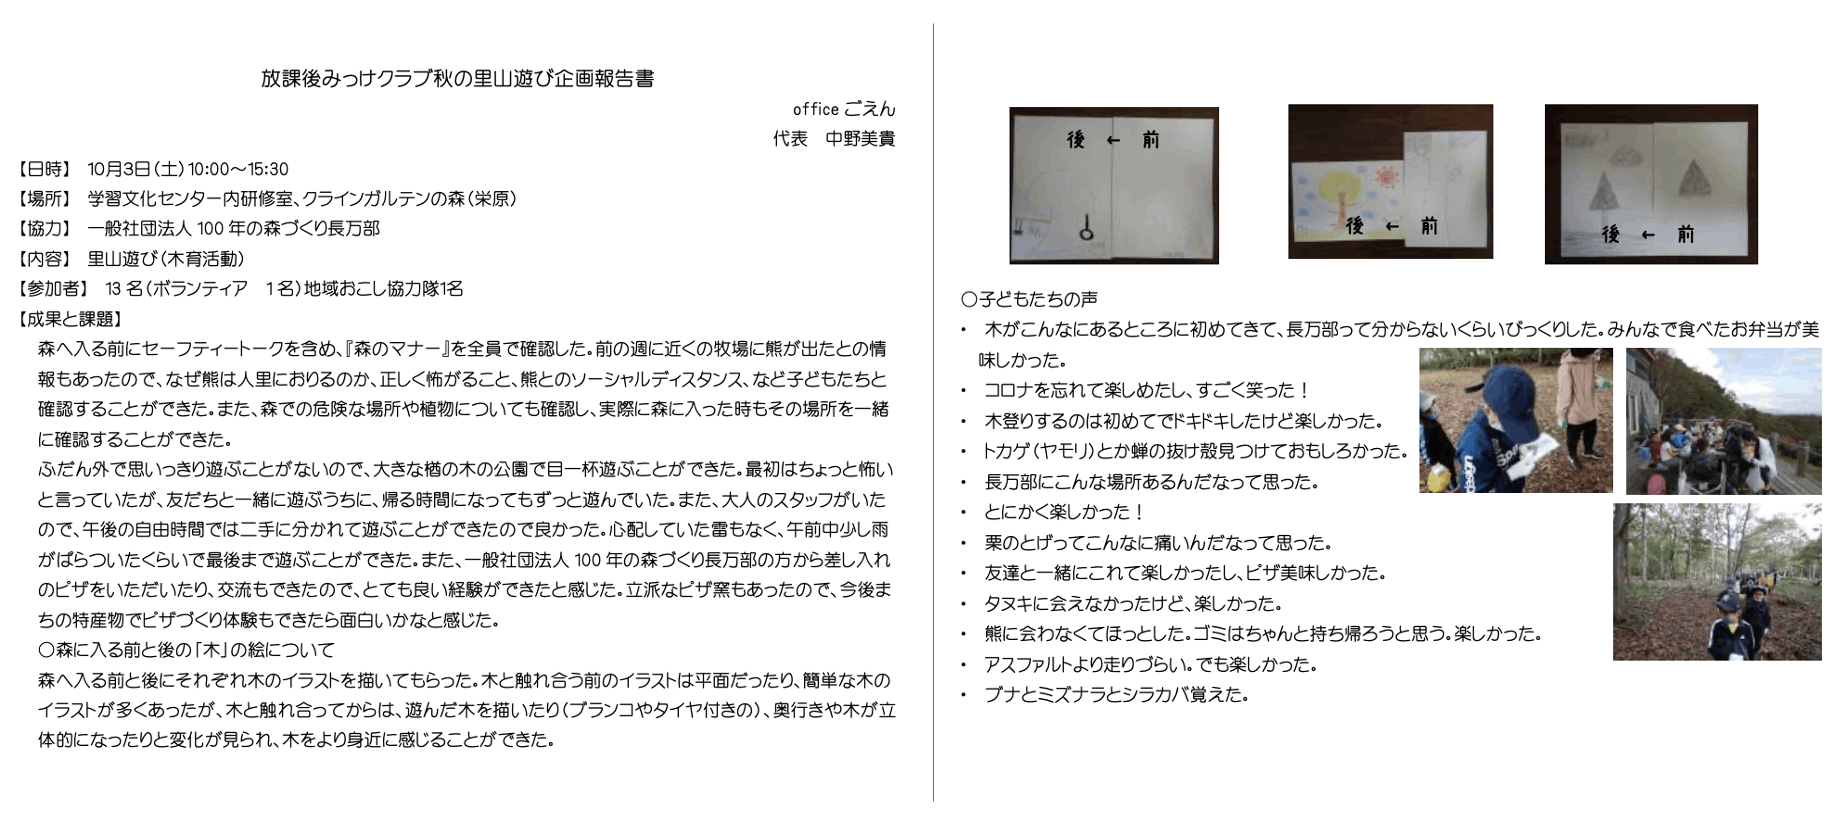 放課後みっけクラブ秋の里山遊び企画報告書
office ごえん
代表　中野美貴
【日時】　10月3日（土）10:00～15:30
【場所】　学習文化センター内研修室、クラインガルテンの森（栄原）
【協力】　一般社団法人 100 年の森づくり長万部
【内容】　里山遊び（木育活動）
【参加者】　13 名（ボランティア　1 名）地域おこし協力隊1名
【成果と課題】
森へ入る前にセーフティートークを含め、『森のマナー』を全員で確認した。前の週に近くの牧場に熊が出たとの情
報もあったので、なぜ熊は人里におりるのか、正しく怖がること、熊とのソーシャルディスタンス、など子どもたちと
確認することができた。また、森での危険な場所や植物についても確認し、実際に森に入った時もその場所を一緒
に確認することができた。
ふだん外で思いっきり遊ぶことがないので、大きな楢の木の公園で目一杯遊ぶことができた。最初はちょっと怖い
と言っていたが、友だちと一緒に遊ぶうちに、帰る時間になってもずっと遊んでいた。また、大人のスタッフがいた
ので、午後の自由時間では二手に分かれて遊ぶことができたので良かった。心配していた雷もなく、午前中少し雨
がぱらついたくらいで最後まで遊ぶことができた。また、一般社団法人 100 年の森づくり長万部の方から差し入れ
のピザをいただいたり、交流もできたので、とても良い経験ができたと感じた。立派なピザ窯もあったので、今後ま
ちの特産物でピザづくり体験もできたら面白いかなと感じた。
○森に入る前と後の「木」の絵について
森へ入る前と後にそれぞれ木のイラストを描いてもらった。木と触れ合う前のイラストは平面だったり、簡単な木の
イラストが多くあったが、木と触れ合ってからは、遊んだ木を描いたり（ブランコやタイヤ付きの）、奥行きや木が立
体的になったりと変化が見られ、木をより身近に感じることができた。
後　←　前
後　←　前
後　←　前
○子どもたちの声
・　木がこんなにあるところに初めてきて、長万部って分からないくらいびっくりした。みんなで食べたお弁当が美
味しかった。
・　コロナを忘れて楽しめたし、すごく笑った！
・　木登りするのは初めてでドキドキしたけど楽しかった。
・　トカゲ（ヤモリ）とか蝉の抜け殻見つけておもしろかった。
・　長万部にこんな場所あるんだなって思った。
・　とにかく楽しかった！
・　栗のとげってこんなに痛いんだなって思った。
・　友達と一緒にこれて楽しかったし、ピザ美味しかった。
・　タヌキに会えなかったけど、楽しかった。
・　熊に会わなくてほっとした。ゴミはちゃんと持ち帰ろうと思う。楽しかった。
・　アスファルトより走りづらい。でも楽しかった。
・　ブナとミズナラとシラカバ覚えた。